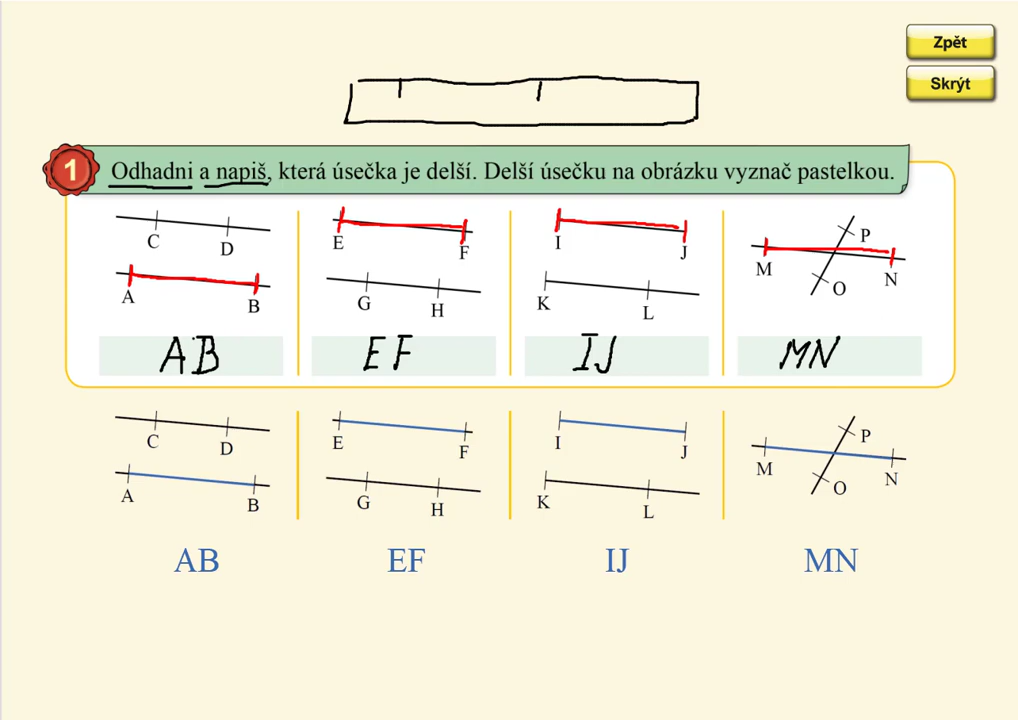 Zpět
Skrýt
1 Odhadni a napiš, která úsečka je delší. Delší úsečku na obrázku vyznač pastelkou.
C D
A B
AB
E F
G H
EF
I J
K L
IJ
P
M N
O
MN
C D
A B
AB
E F
G H
EF
I J
K L
IJ
P
M N
O
MN